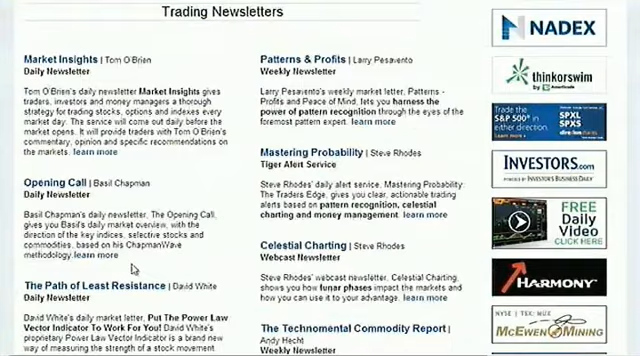 Trading Newsletters
Market Insights | Tom O'Brien
Daily Newsletter
Tom O'Brien's daily newsletter Market Insights gives
traders, investors and money managers a thorough
strategy for trading stocks, options and indexes every
market day. The service will come out daily before the
market opens. It will provide traders with Tom O'Brien's
commentary, opinion and specific recommendations on
the markets. learn more
Opening Call | Basil Chapman
Daily Newsletter
Basil Chapman's daily newsletter, The Opening Call,
gives you Basil's daily market overview, with the
direction of the key indices, selective stocks and
commodities, based on his ChapmanWave
methodology.learn more
The Path of Least Resistance | David White
Daily Newsletter
David White's daily market letter, Put The Power Law
Vector Indicator To Work For You! David White's
proprietary Power Law Vector Indicator is a brand new
way of measuring the strength of a stock movement
Patterns & Profits | Larry Pesavento
Weekly Newsletter
Larry Pesavento's weekly market letter, Patterns -
Profits and Peace of Mind, lets you harness the
power of pattern recognition through the eyes of the
foremost pattern expert. learn more
Mastering Probability | Steve Rhodes
Tiger Alert Service
Steve Rhodes' daily alert service, Mastering Probability:
The Traders Edge, gives you clear, actionable trading
alerts based on pattern recognition, celestial
charting and money management. learn more
Celestial Charting | Steve Rhodes
Webcast Newsletter
Steve Rhodes' webcast newsletter, Celestial Charting,
shows you how lunar phases impact the markets and
how you can use it to your advantage. learn more
The Technomental Commodity Report |
Andy Hecht
Weekly Newsletter
NADEX
thinkorswim
by Ameritrade
Trade the
S&P 500® in
either direction.
Learn more
SPXL
SPXS
INVESTORS.com
POWERED BY INVESTOR'S BUSINESS DAILY
FREE
Daily
Video
CLICK HERE
HARMONY
NYSE | TSX: MUX
MCEWEN MINING